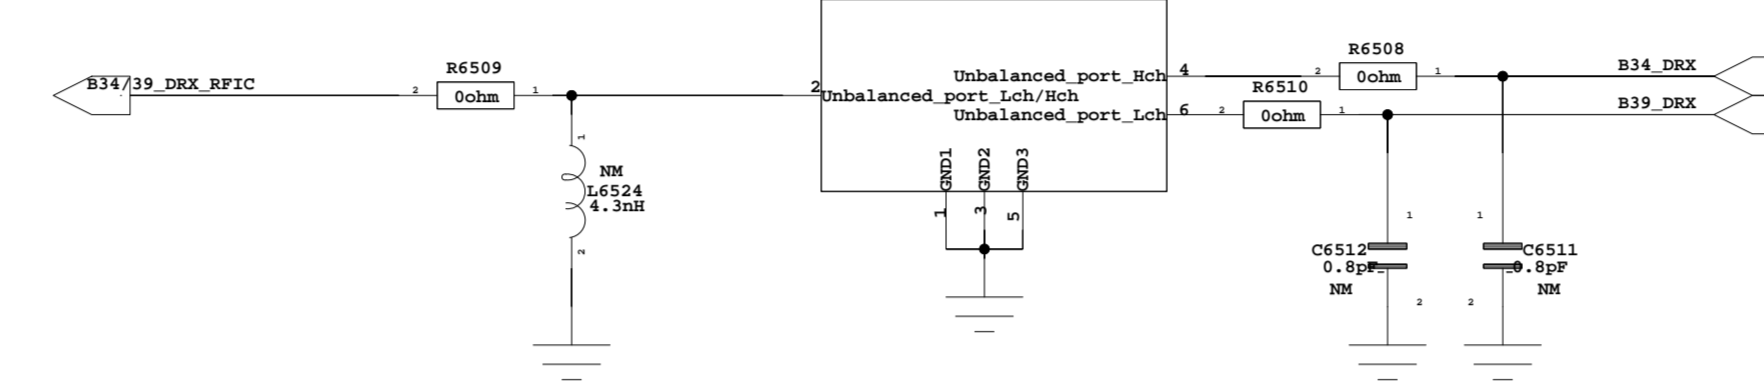 B34/39_DRX_RFIC
2
R6509
0ohm
1
1
NM
L6524
4.3nH
2
2
Unbalanced_port_Lch/Hch
Unbalanced_port_Hch
4
Unbalanced_port_Lch
6
GND1
GND2
GND3
1
3
5
R6508
2
0ohm
1
B34_DRX
R6510
2
0ohm
1
B39_DRX
1
C6512
0.8pF
NM
2
1
C6511
0.8pF
NM
2